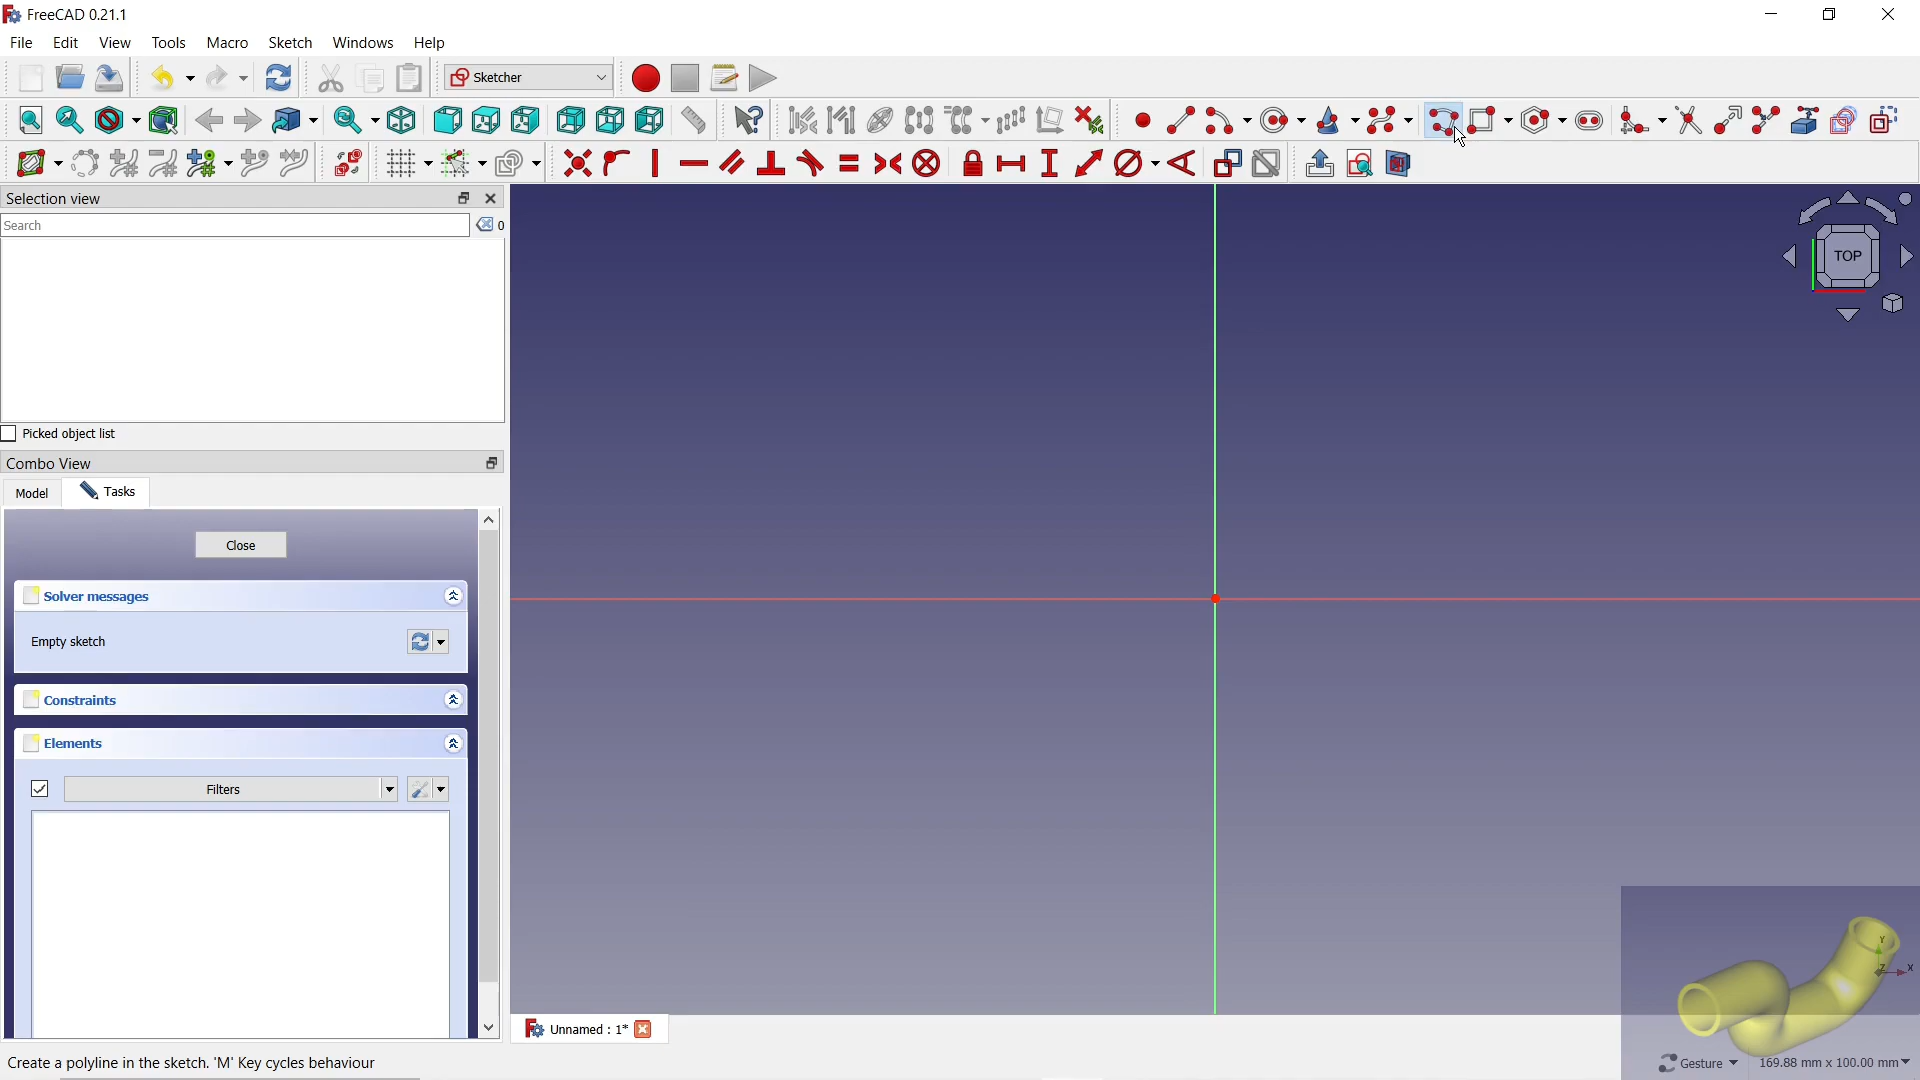 FreeCAD 0.21.1
File Edit View Tools Macro Sketch Windows Help
Sketcher
Selection view
Search
0
Picked object list
Combo View
Model Tasks
Close
Solver messages
Empty sketch
Constraints
Elements
Filters
TOP
Y
Z X
Unnamed : 1*
Create a polyline in the sketch. 'M' Key cycles behaviour
Gesture 169.88 mm x 100.00 mm